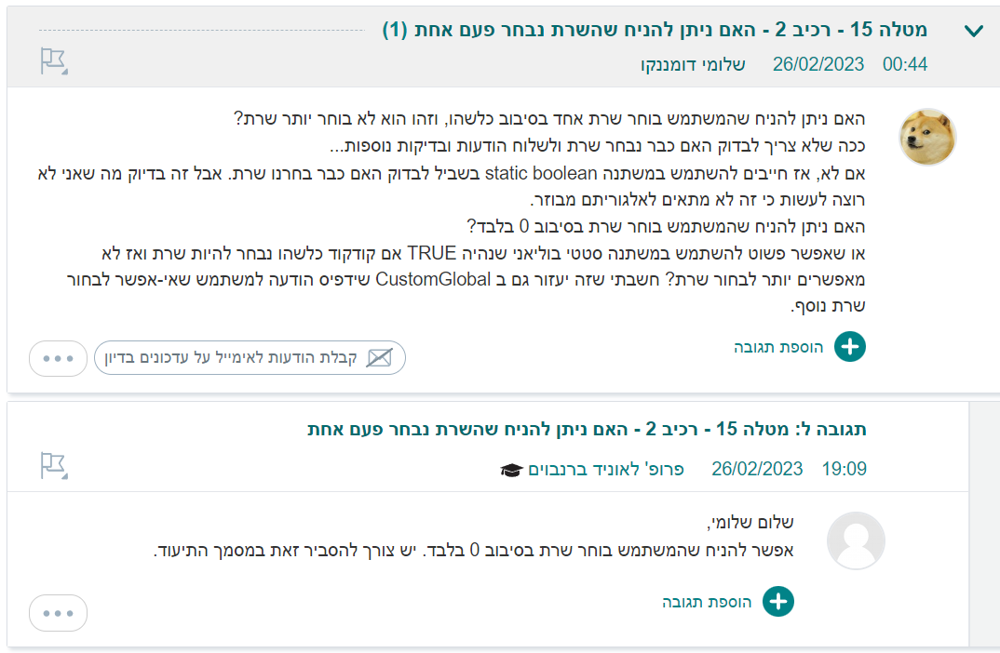 מטלה 15 - רכיב 2 - האם ניתן להניח שהשרת נבחר פעם אחת (1)
00:44 26/02/2023 שלומי דומננקו
האם ניתן להניח שהמשתמש בוחר שרת אחד בסיבוב כלשהו, וזהו הוא לא בוחר יותר שרת?
ככה שלא צריך לבדוק האם כבר נבחר שרת ולשלוח הודעות ובדיקות נוספות...
אם לא, אז חייבים להשתמש במשתנה static boolean בשביל לבדוק האם כבר בחרנו שרת. אבל זה בדיוק מה שאני לא
רוצה לעשות כי זה לא מתאים לאלגוריתם מבוזר.
האם ניתן להניח שהמשתמש בוחר שרת בסיבוב 0 בלבד?
או שאפשר פשוט להשתמש במשתנה סטטי בוליאני שנהיה TRUE אם קודקוד כלשהו נבחר להיות שרת ואז לא
מאפשרים יותר לבחור שרת? חשבתי שזה יעזור גם ב CustomGlobal שידפיס הודעה למשתמש שאי-אפשר לבחור
שרת נוסף.
הוספת תגובה
קבלת הודעות לאימייל על עדכונים בדיון
תגובה ל: מטלה 15 - רכיב 2 - האם ניתן להניח שהשרת נבחר פעם אחת
19:09 26/02/2023 פרופ' לאוניד ברנבוים
שלום שלומי,
אפשר להניח שהמשתמש בוחר שרת בסיבוב 0 בלבד. יש צורך להסביר זאת במסמך התיעוד.
הוספת תגובה